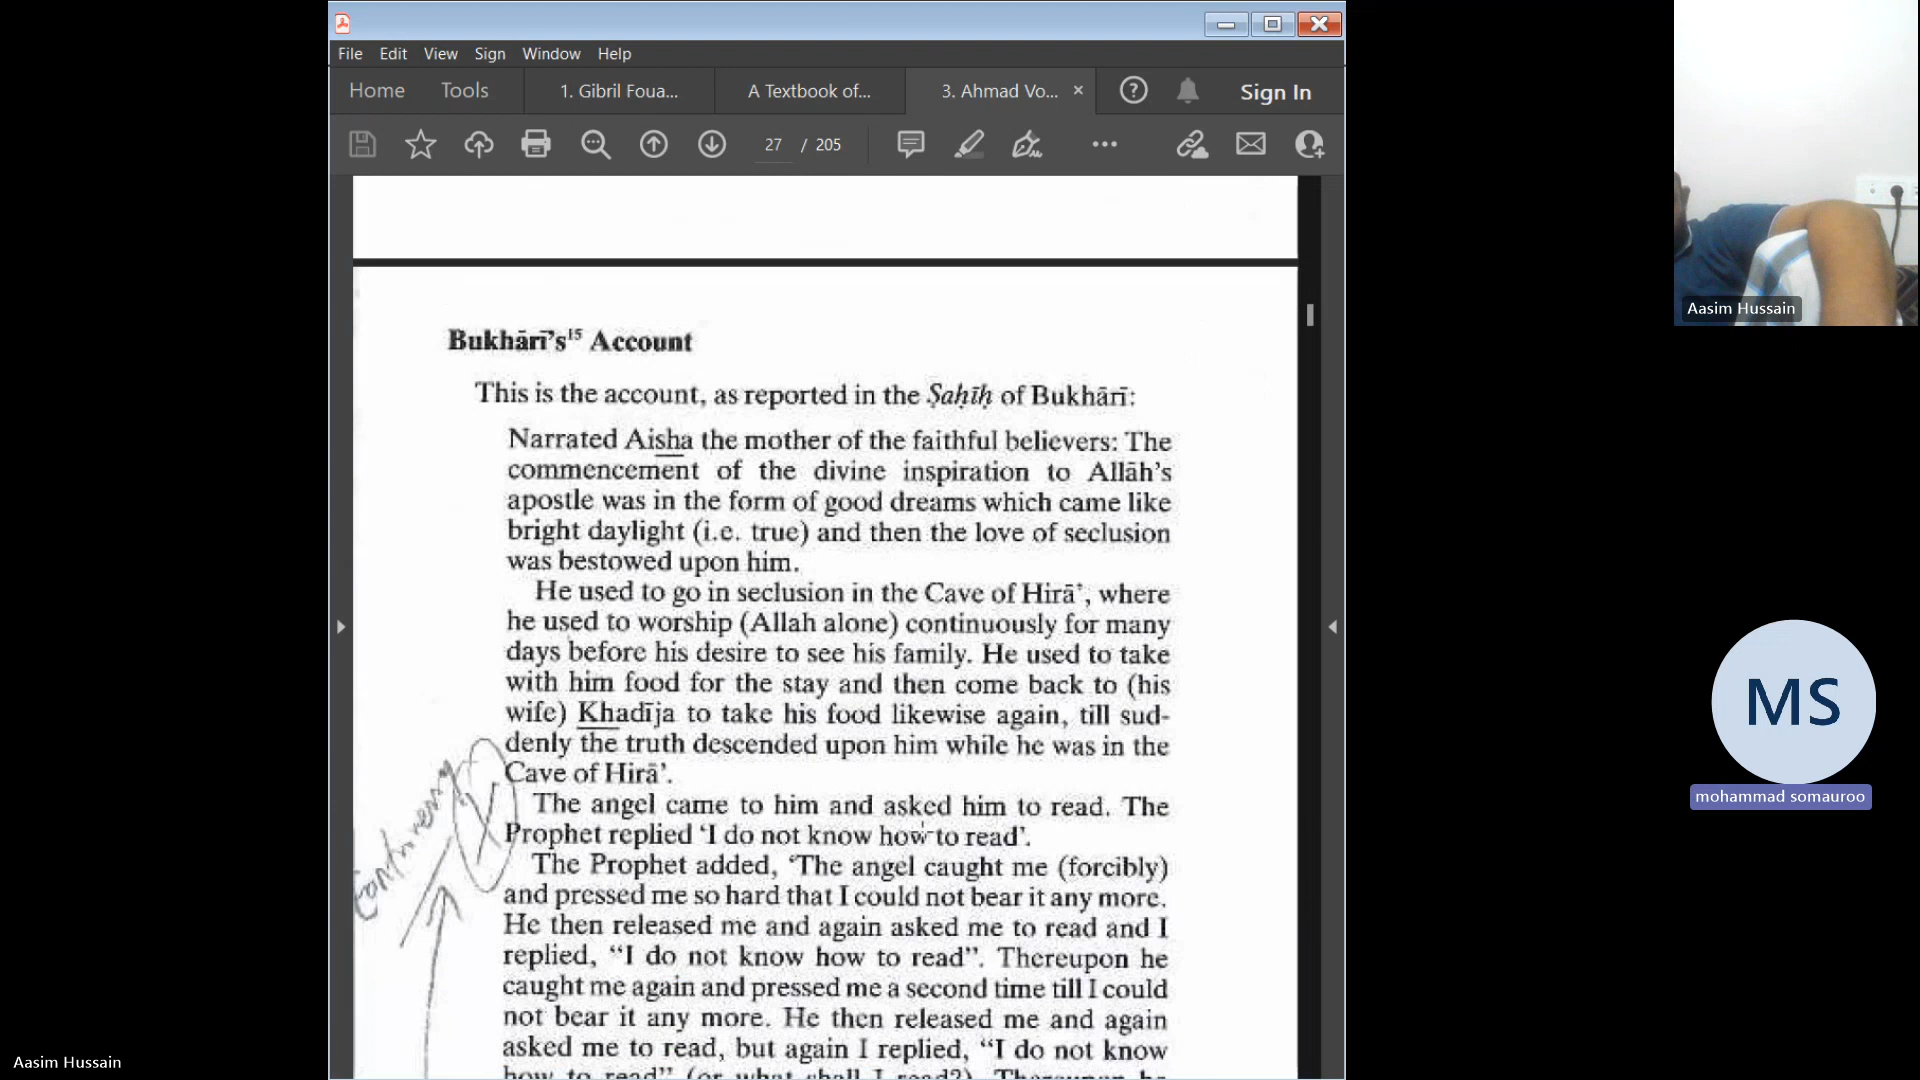 File Edit View Sign Window Help
Home Tools 1. Gibril Foua... A Textbook of... 3. Ahmad Vo... × Sign In
27 / 205
Bukhārī's¹⁵ Account
This is the account, as reported in the Ṣaḥīḥ of Bukhārī:
Narrated Aisha the mother of the faithful believers: The
commencement of the divine inspiration to Allāh's
apostle was in the form of good dreams which came like
bright daylight (i.e. true) and then the love of seclusion
was bestowed upon him.
He used to go in seclusion in the Cave of Hirā', where
he used to worship (Allah alone) continuously for many
days before his desire to see his family. He used to take
with him food for the stay and then come back to (his
wife) Khadīja to take his food likewise again, till sud-
denly the truth descended upon him while he was in the
Cave of Hirā'.
The angel came to him and asked him to read. The
Prophet replied 'I do not know how to read'.
The Prophet added, 'The angel caught me (forcibly)
and pressed me so hard that I could not bear it any more.
He then released me and again asked me to read and I
replied, "I do not know how to read". Thereupon he
caught me again and pressed me a second time till I could
not bear it any more. He then released me and again
asked me to read, but again I replied, "I do not know
how to read" (or what shall I read?). Thereupon he
Aasim Hussain
MS
mohammad somauroo
Aasim Hussain